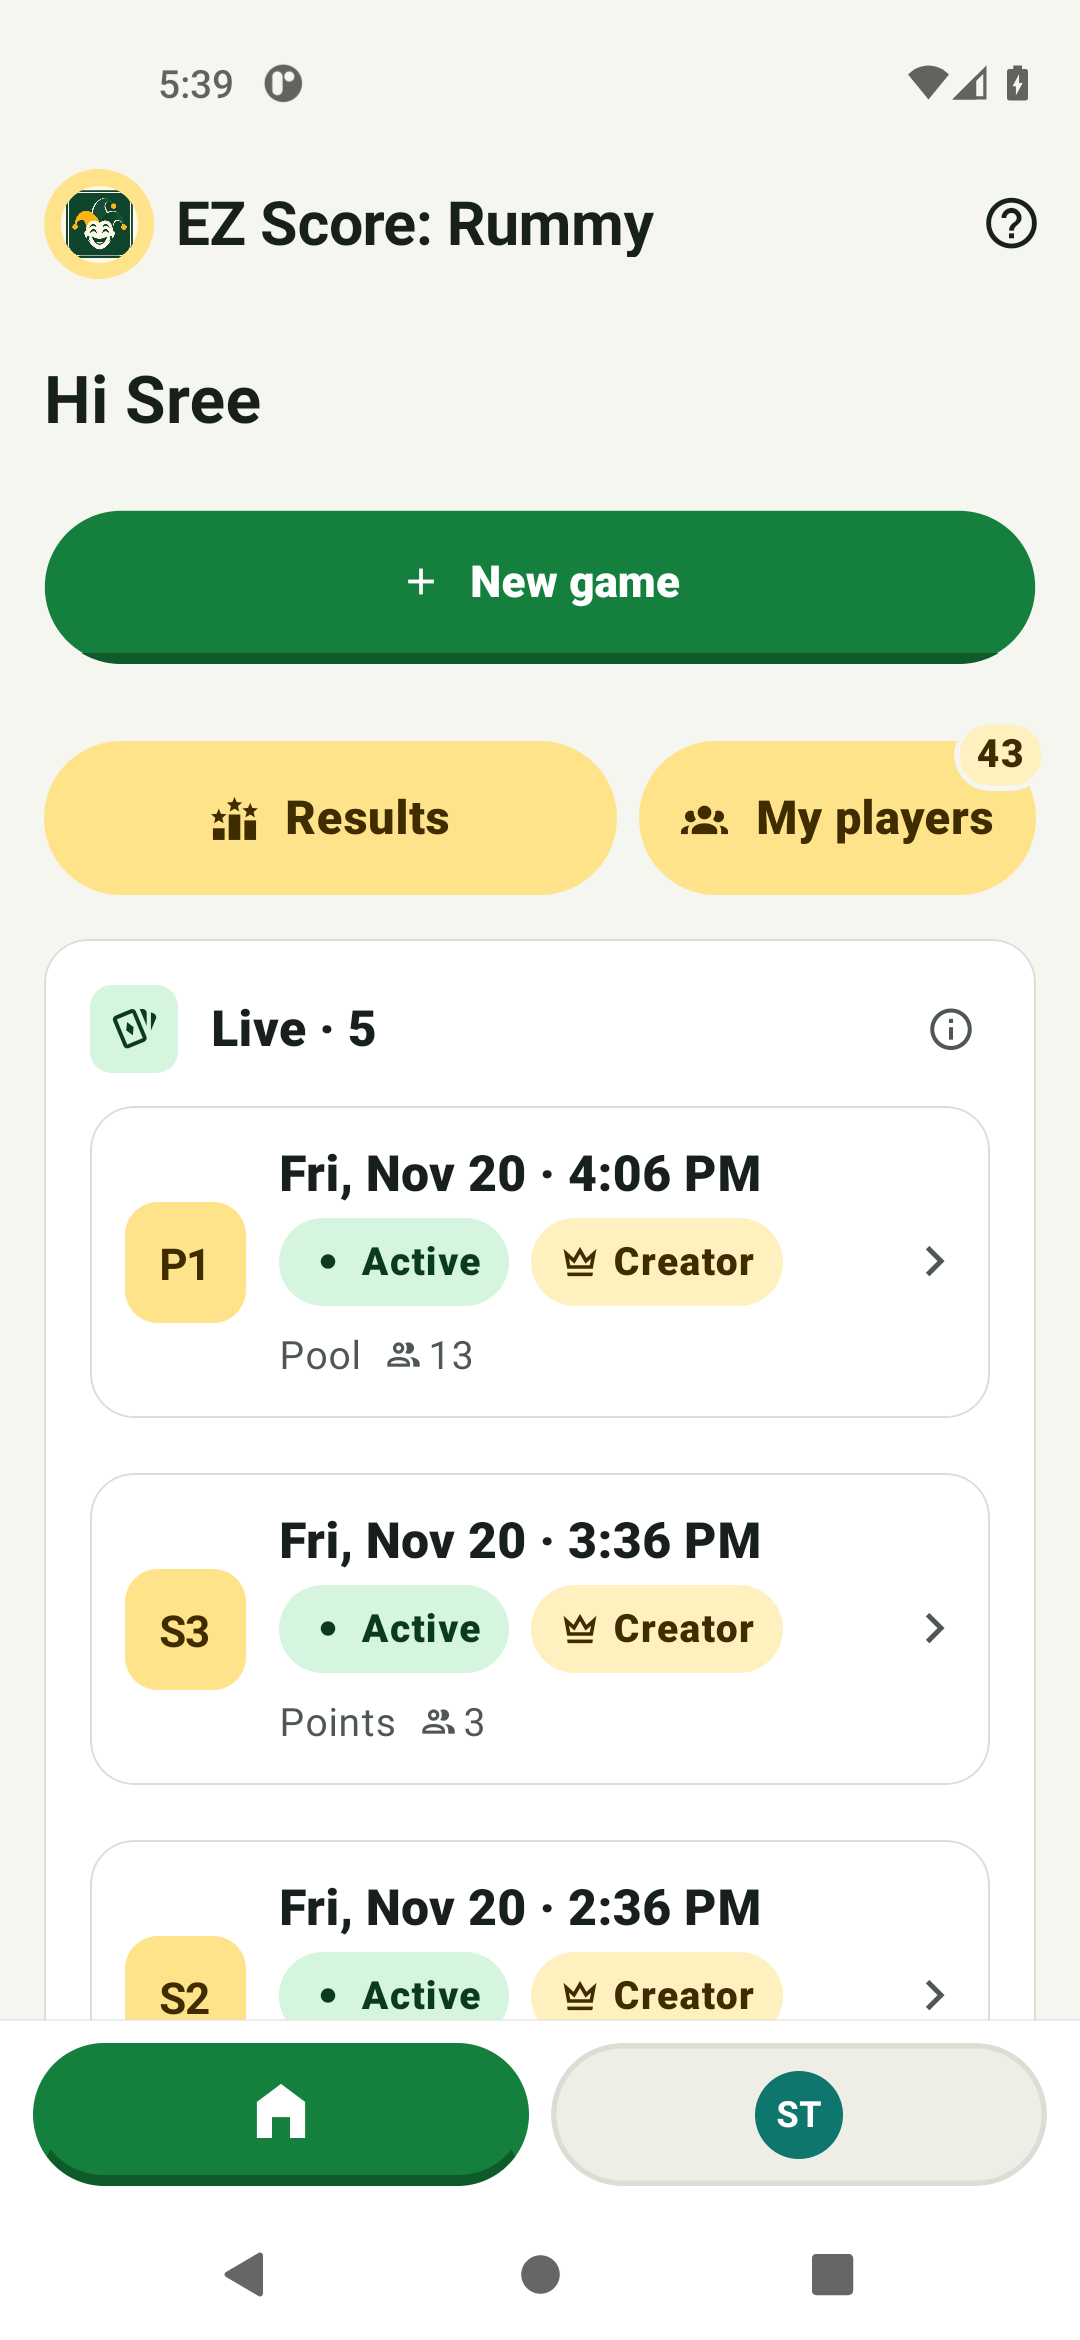 5:39
EZ Score: Rummy
Hi Sree
+ New game
Results
My players
43
Live · 5
Fri, Nov 20 · 4:06 PM
P1
• Active
Creator
Pool 13
Fri, Nov 20 · 3:36 PM
S3
• Active
Creator
Points 3
Fri, Nov 20 · 2:36 PM
S2
• Active
Creator
ST